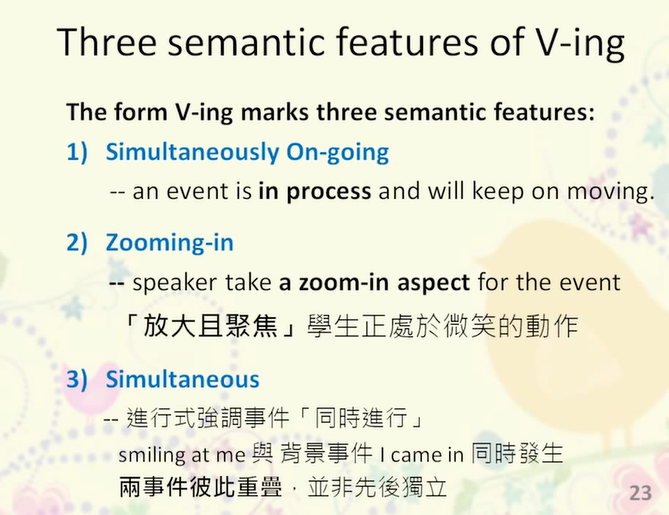 Three semantic features of V-ing
The form V-ing marks three semantic features:
1) Simultaneously On-going
-- an event is in process and will keep on moving.
2) Zooming-in
-- speaker take a zoom-in aspect for the event
「放大且聚焦」學生正處於微笑的動作
3) Simultaneous
-- 進行式強調事件「同時進行」
smiling at me 與 背景事件 I came in 同時發生
兩事件彼此重疊，並非先後獨立
23